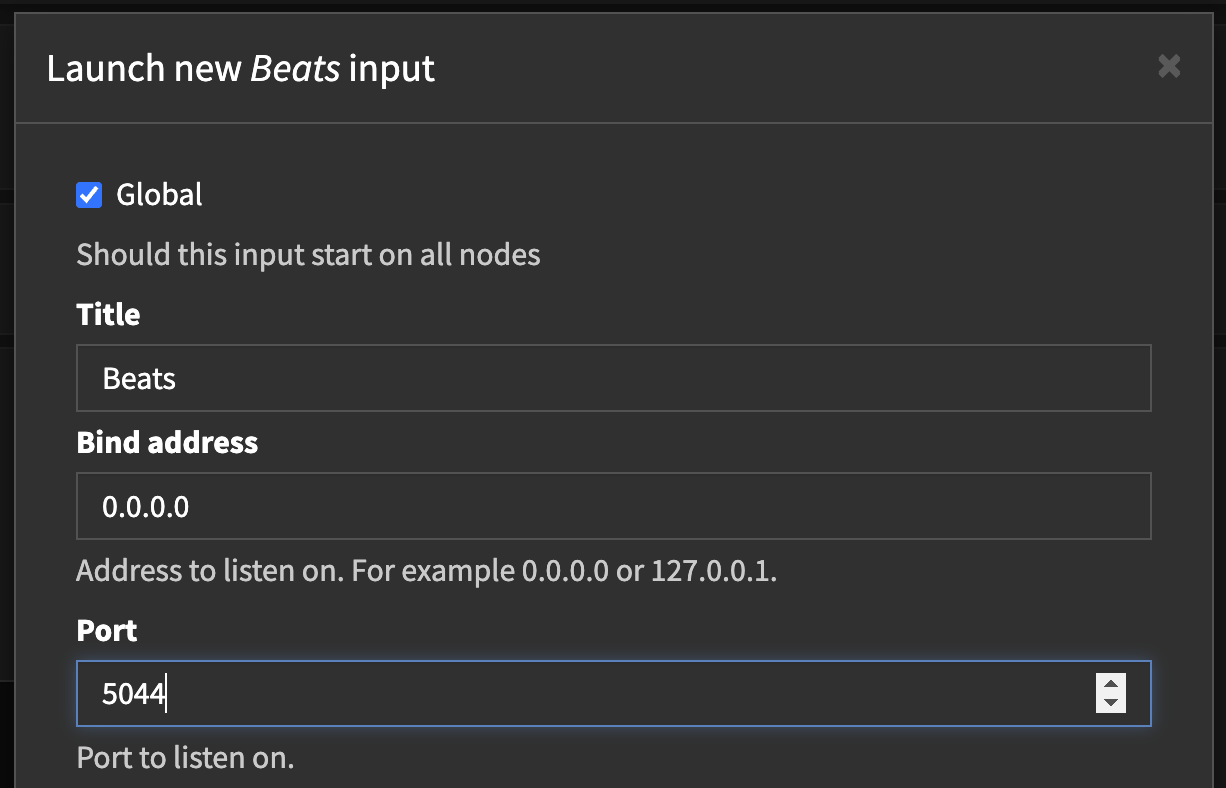 Launch new Beats input
Global
Should this input start on all nodes
Title
Beats
Bind address
0.0.0.0
Address to listen on. For example 0.0.0.0 or 127.0.0.1.
Port
5044
Port to listen on.